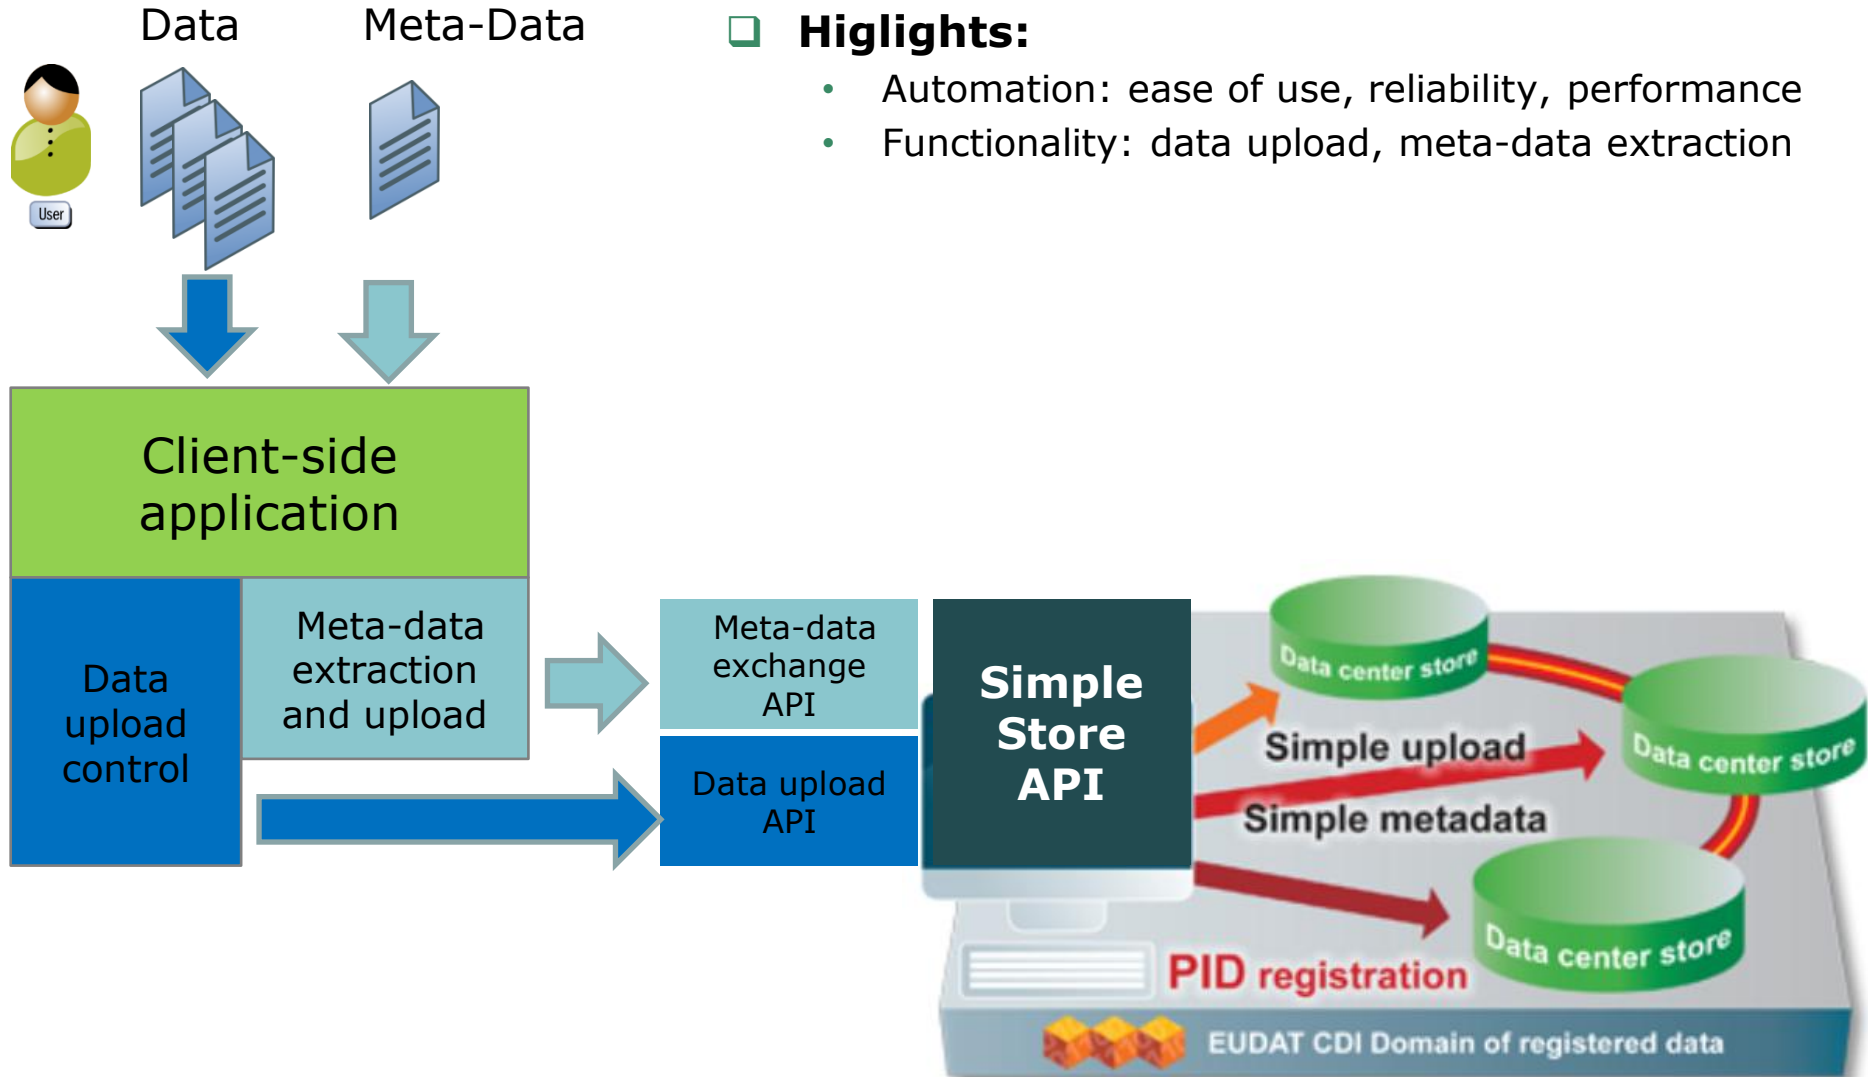 Data
Meta-Data
Higlights:
• Automation: ease of use, reliability, performance
• Functionality: data upload, meta-data extraction
User
Client-side
application
Data
upload
control
Meta-data
extraction
and upload
Meta-data
exchange
API
Data upload
API
Simple
Store
API
Data center store
Simple upload
Data center store
Simple metadata
Data center store
PID registration
EUDAT CDI Domain of registered data